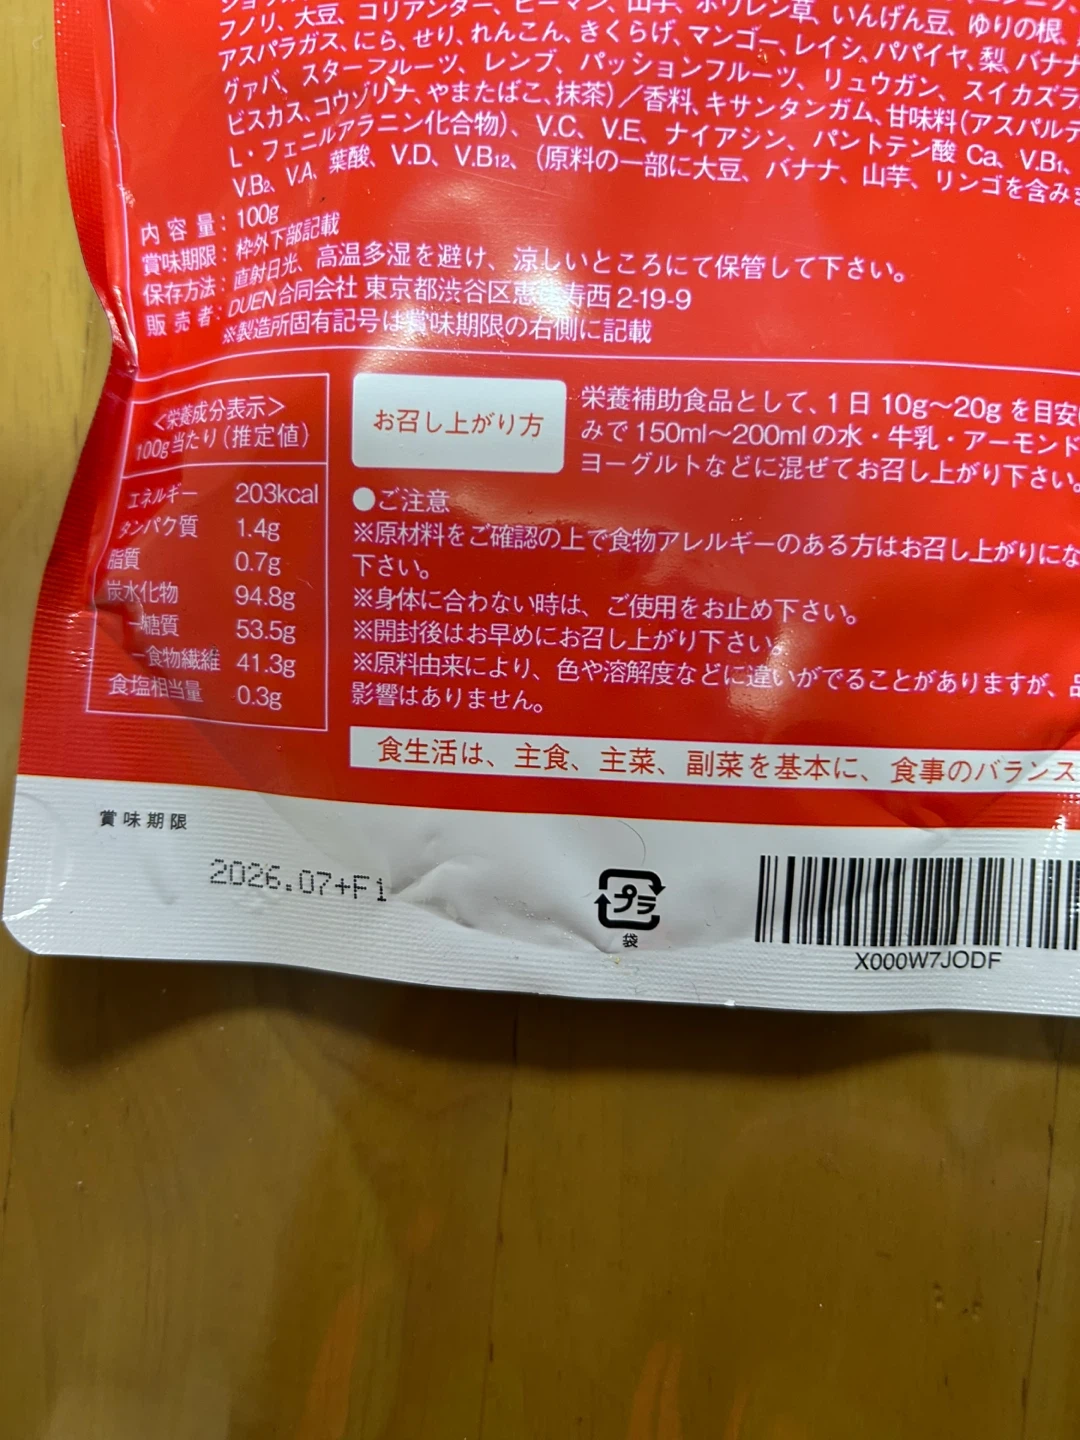 フノリ、大豆、コリアンダー、ピーマン、山芋、ホウレン草、いんげん豆、ゆりの根、
アスパラガス、にら、せり、れんこん、きくらげ、マンゴー、レイシ、パパイヤ、梨、バナナ
グァバ、スターフルーツ、レンブ、パッションフルーツ、リュウガン、スイカズラ
ビスカス、コウゾリナ、やまたばこ、抹茶）／香料、キサンタンガム、甘味料（アスパルテ
L・フェニルアラニン化合物）、V.C、V.E、ナイアシン、パントテン酸 Ca、V.B1、
V.B2、V.A、葉酸、V.D、V.B12、（原料の一部に大豆、バナナ、山芋、リンゴを含みま
内容量：100g
賞味期限：枠外下部記載
保存方法：直射日光、高温多湿を避け、涼しいところにて保管して下さい。
販売者：DUEN合同会社 東京都渋谷区恵比寿西 2-19-9
※製造所固有記号は賞味期限の右側に記載
＜栄養成分表示＞
100g当たり（推定値）
エネルギー 203kcal
タンパク質 1.4g
脂質 0.7g
炭水化物 94.8g
－糖質 53.5g
－食物繊維 41.3g
食塩相当量 0.3g
お召し上がり方
栄養補助食品として、1日 10g～20g を目安
みで 150ml～200ml の水・牛乳・アーモンド
ヨーグルトなどに混ぜてお召し上がり下さい。
●ご注意
※原材料をご確認の上で食物アレルギーのある方はお召し上がりにな
下さい。
※身体に合わない時は、ご使用をお止め下さい。
※開封後はお早めにお召し上がり下さい。
※原料由来により、色や溶解度などに違いがでることがありますが、品
影響はありません。
食生活は、主食、主菜、副菜を基本に、食事のバランス
賞味期限
2026.07+F1
プラ
袋
X000W7JODF